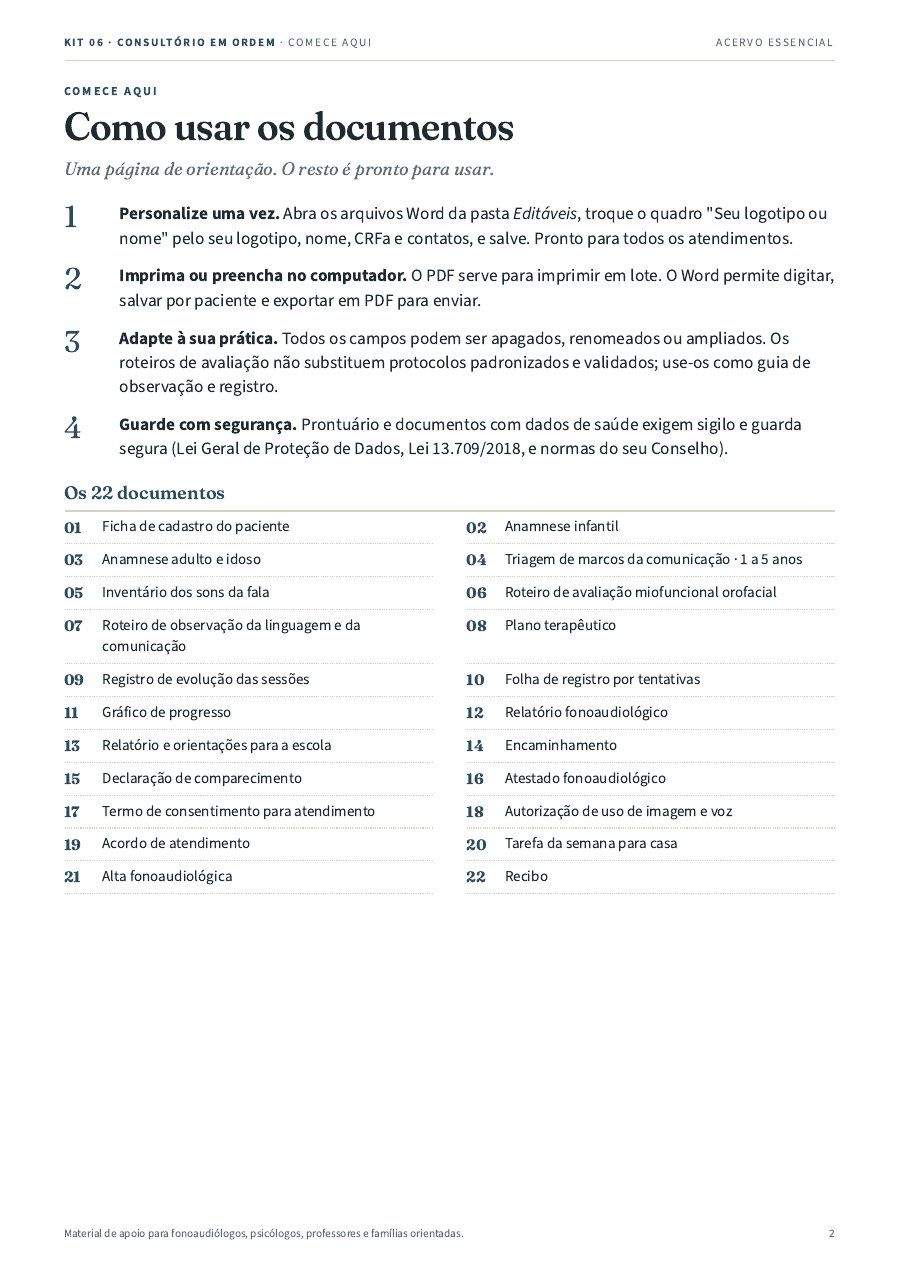 KIT 06 · CONSULTÓRIO EM ORDEM · COMECE AQUI
ACERVO ESSENCIAL
COMECE AQUI
Como usar os documentos
Uma página de orientação. O resto é pronto para usar.
1
Personalize uma vez. Abra os arquivos Word da pasta Editáveis, troque o quadro "Seu logotipo ou
nome" pelo seu logotipo, nome, CRFa e contatos, e salve. Pronto para todos os atendimentos.
2
Imprima ou preencha no computador. O PDF serve para imprimir em lote. O Word permite digitar,
salvar por paciente e exportar em PDF para enviar.
3
Adapte à sua prática. Todos os campos podem ser apagados, renomeados ou ampliados. Os
roteiros de avaliação não substituem protocolos padronizados e validados; use-os como guia de
observação e registro.
4
Guarde com segurança. Prontuário e documentos com dados de saúde exigem sigilo e guarda
segura (Lei Geral de Proteção de Dados, Lei 13.709/2018, e normas do seu Conselho).
Os 22 documentos
01 Ficha de cadastro do paciente
02 Anamnese infantil
03 Anamnese adulto e idoso
04 Triagem de marcos da comunicação · 1 a 5 anos
05 Inventário dos sons da fala
06 Roteiro de avaliação miofuncional orofacial
07 Roteiro de observação da linguagem e da
comunicação
08 Plano terapêutico
09 Registro de evolução das sessões
10 Folha de registro por tentativas
11 Gráfico de progresso
12 Relatório fonoaudiológico
13 Relatório e orientações para a escola
14 Encaminhamento
15 Declaração de comparecimento
16 Atestado fonoaudiológico
17 Termo de consentimento para atendimento
18 Autorização de uso de imagem e voz
19 Acordo de atendimento
20 Tarefa da semana para casa
21 Alta fonoaudiológica
22 Recibo
Material de apoio para fonoaudiólogos, psicólogos, professores e famílias orientadas.
2